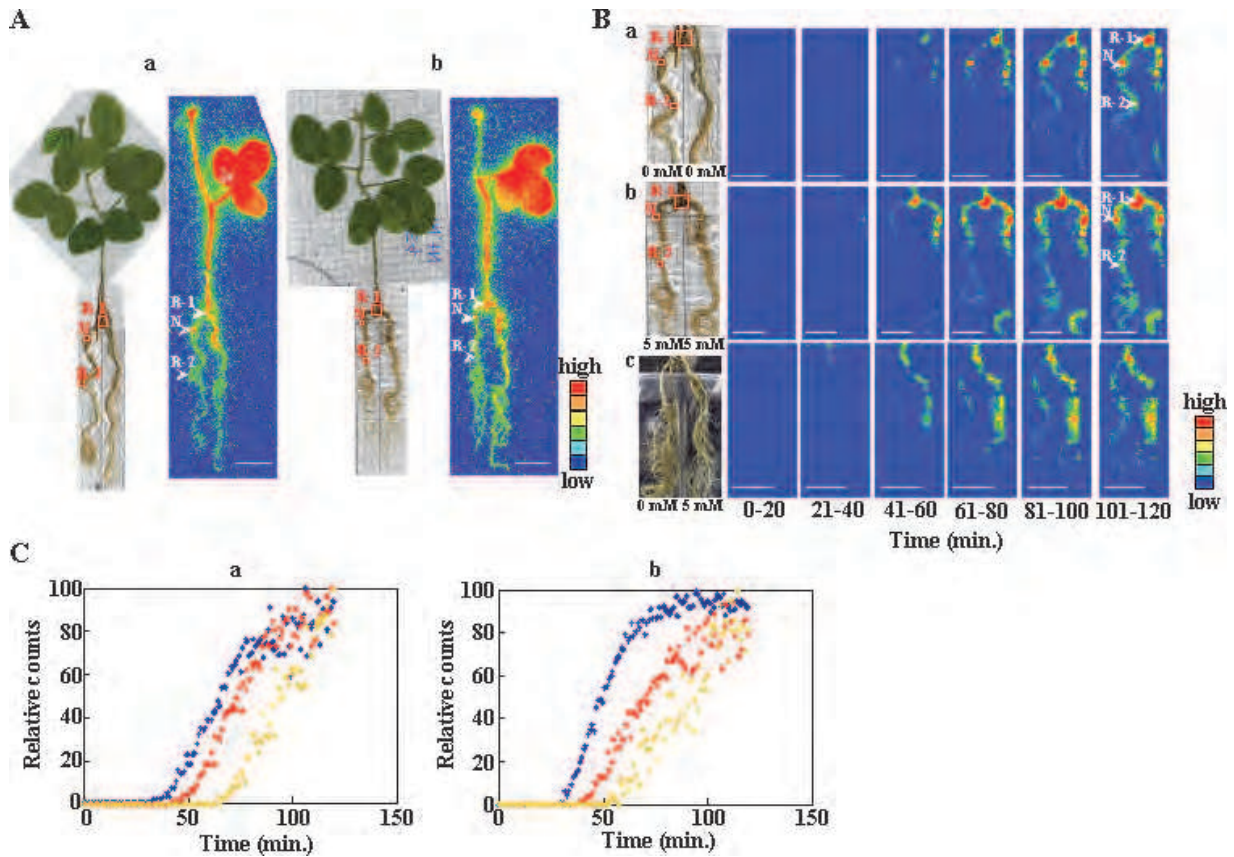 A
B
a
b
R-1
N
R-2
R-1
N
R-2
high
low
a
R-1
N
R-2
0 mM 0 mM
b
R-1
N
R-2
5 mM 5 mM
c
0 mM 5 mM
0-20 21-40 41-60 61-80 81-100 101-120
Time (min.)
high
low
C
a
100
80
60
40
20
0
0 50 100 150
Relative counts
Time (min.)
b
100
80
60
40
20
0
0 50 100 150
Relative counts
Time (min.)